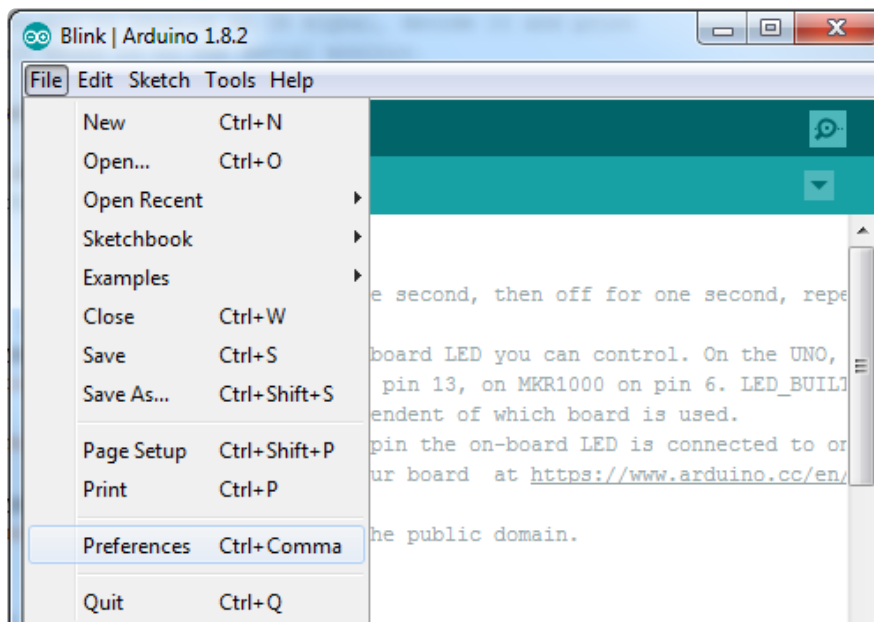 Blink | Arduino 1.8.2
File Edit Sketch Tools Help
New Ctrl+N
Open... Ctrl+O
Open Recent
Sketchbook
Examples
Close Ctrl+W
Save Ctrl+S
Save As... Ctrl+Shift+S
Page Setup Ctrl+Shift+P
Print Ctrl+P
Preferences Ctrl+Comma
Quit Ctrl+Q
e second, then off for one second, repe
board LED you can control. On the UNO,
pin 13, on MKR1000 on pin 6. LED_BUILT
endent of which board is used.
pin the on-board LED is connected to on
ur board at https://www.arduino.cc/en/
he public domain.